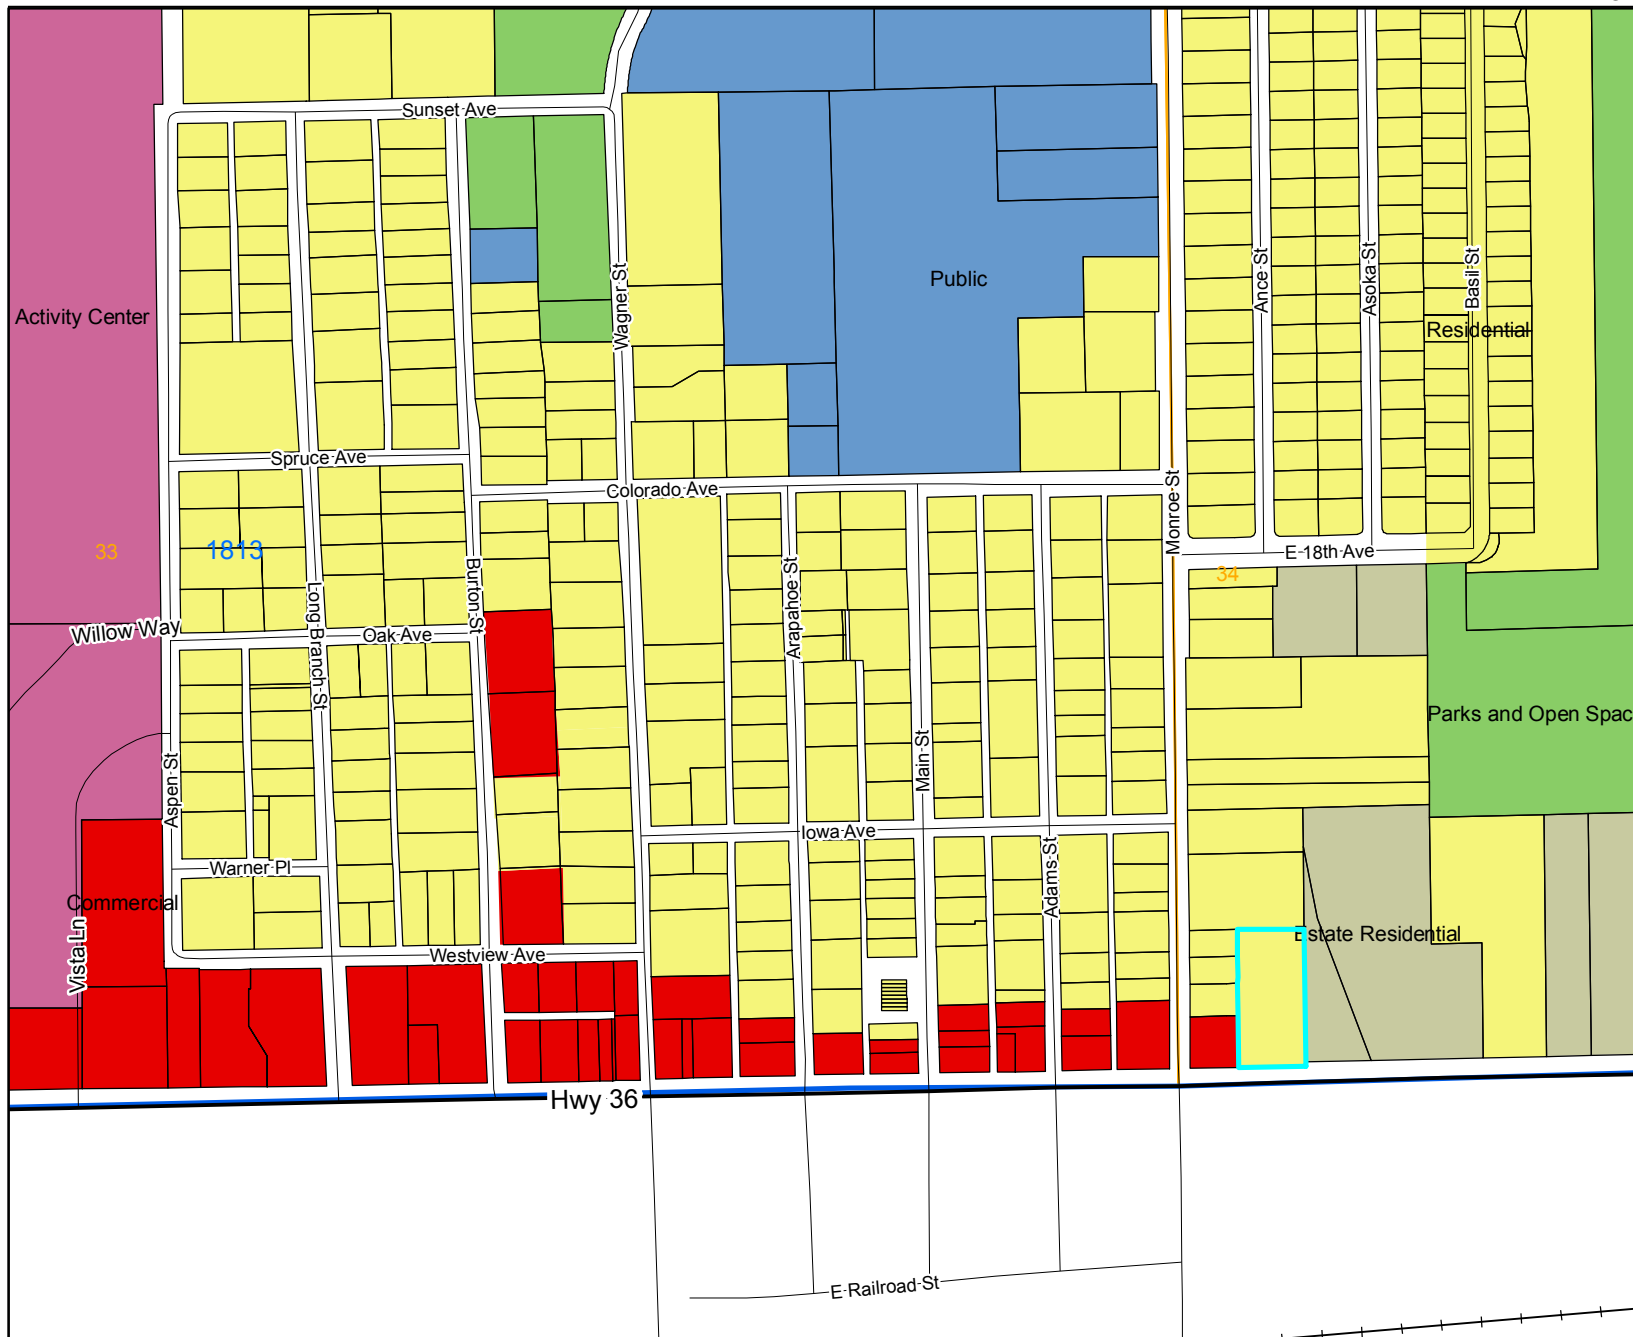 Sunset Ave
Wagner St
Ance St
Asoka St
Basil St
Public
Activity Center
Residential
Spruce Ave
Colorado Ave
Monroe St
33
1813
E 18th Ave
34
Burton St
Long Branch St
Arapahoe St
Willow Way
Oak Ave
Parks and Open Spac
Main St
Aspen St
Iowa Ave
Warner Pl
Adams St
Commercial
Estate Residential
Vista Ln
Westview Ave
Hwy 36
E Railroad St